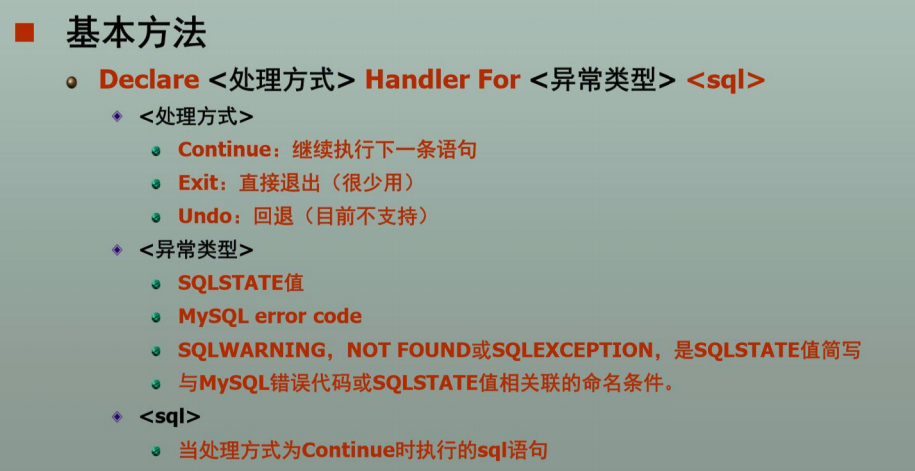 基本方法
Declare <处理方式> Handler For <异常类型> <sql>
<处理方式>
Continue：继续执行下一条语句
Exit：直接退出（很少用）
Undo：回退（目前不支持）
<异常类型>
SQLSTATE值
MySQL error code
SQLWARNING，NOT FOUND或SQLEXCEPTION，是SQLSTATE值简写
与MySQL错误代码或SQLSTATE值相关联的命名条件。
<sql>
当处理方式为Continue时执行的sql语句